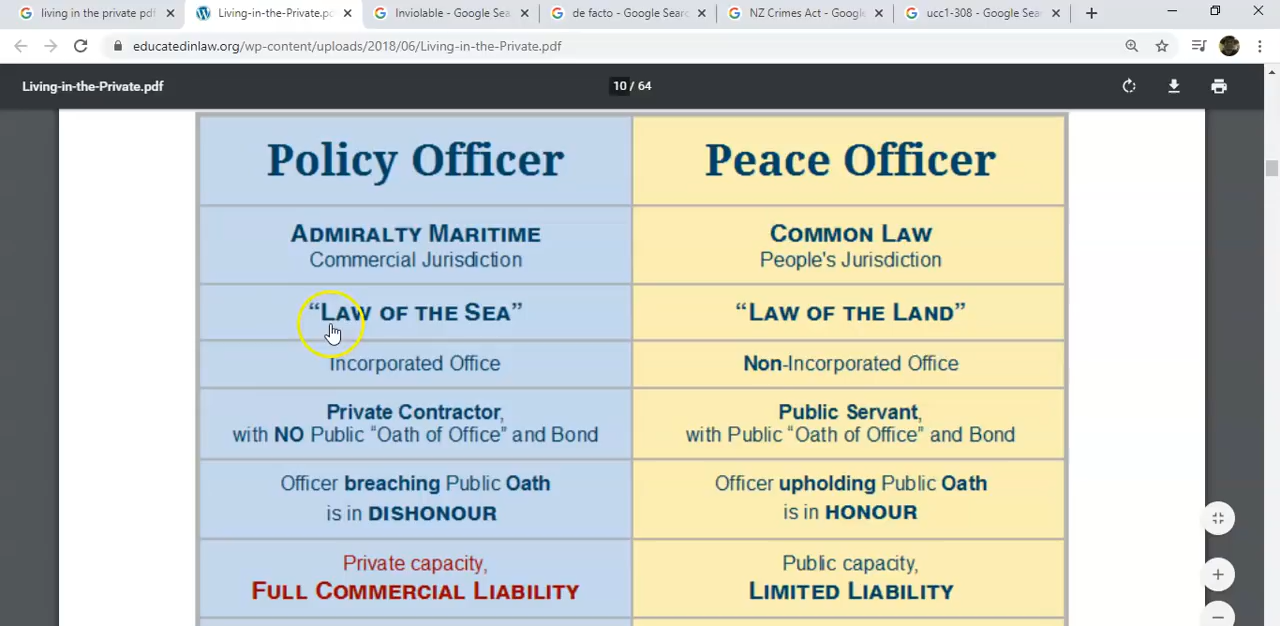 living in the private pdf
Living-in-the-Private.pd
Inviolable - Google Sea
de facto - Google Searc
NZ Crimes Act - Google
ucc1-308 - Google Sear
educatedinlaw.org/wp-content/uploads/2018/06/Living-in-the-Private.pdf
Living-in-the-Private.pdf
10 / 64
Policy Officer
Peace Officer
ADMIRALTY MARITIME
Commercial Jurisdiction
COMMON LAW
People's Jurisdiction
“LAW OF THE SEA”
“LAW OF THE LAND”
Incorporated Office
Non-Incorporated Office
Private Contractor,
with NO Public “Oath of Office” and Bond
Public Servant,
with Public “Oath of Office” and Bond
Officer breaching Public Oath
is in DISHONOUR
Officer upholding Public Oath
is in HONOUR
Private capacity,
FULL COMMERCIAL LIABILITY
Public capacity,
LIMITED LIABILITY